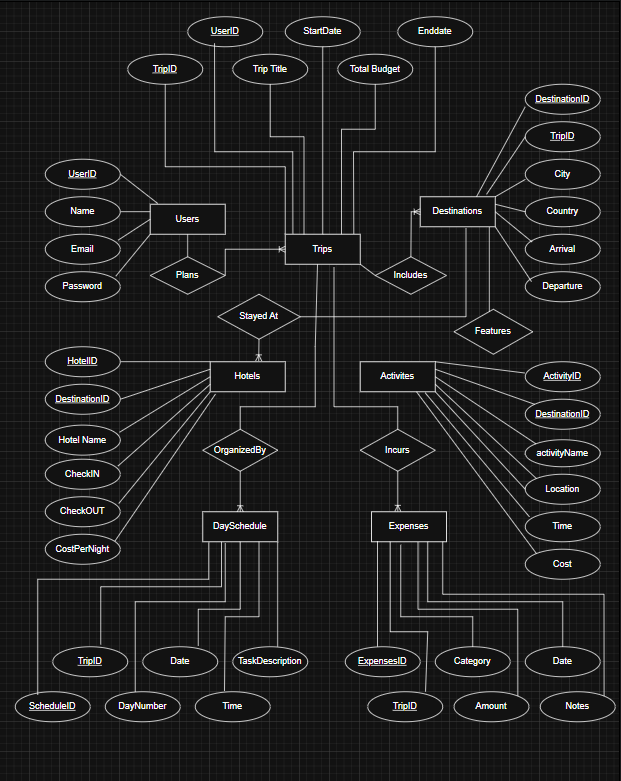 UserID
StartDate
Enddate
TripID
Trip Title
Total Budget
DestinationID
TripID
UserID
City
Name
Users
Destinations
Country
Email
Trips
Arrival
Password
Plans
Includes
Departure
Stayed At
Features
HotelID
Hotels
Activites
ActivityID
DestinationID
DestinationID
Hotel Name
OrganizedBy
Incurs
activityName
CheckIN
Location
CheckOUT
DaySchedule
Expenses
Time
CostPerNight
Cost
TripID
Date
TaskDescription
ExpensesID
Category
Date
ScheduleID
DayNumber
Time
TripID
Amount
Notes